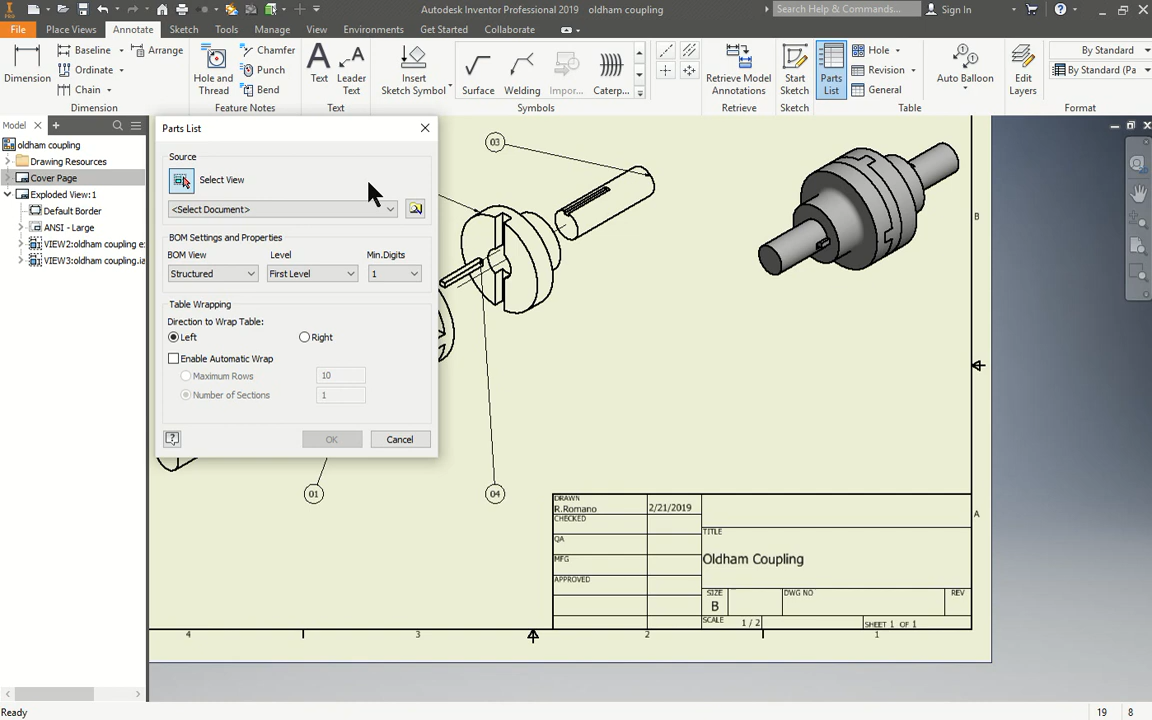 PRO
Autodesk Inventor Professional 2019   oldham coupling
Search Help & Commands...
Sign In
File
Place Views
Annotate
Sketch
Tools
Manage
View
Environments
Get Started
Collaborate
Dimension
Baseline
Ordinate
Chain
Arrange
Dimension
Hole and Thread
Chamfer
Punch
Bend
Feature Notes
Text
Leader Text
Text
Insert Sketch Symbol
Surface
Welding
Impor...
Caterp...
Symbols
Retrieve Model Annotations
Retrieve
Start Sketch
Sketch
Parts List
Hole
Revision
General
Table
Auto Balloon
Edit Layers
By Standard
By Standard (Pa
Format
Model
oldham coupling
Drawing Resources
Cover Page
Exploded View:1
Default Border
ANSI - Large
VIEW2:oldham coupling e
VIEW3:oldham coupling.ia
Parts List
Source
Select View
<Select Document>
BOM Settings and Properties
BOM View
Level
Min.Digits
Structured
First Level
1
Table Wrapping
Direction to Wrap Table:
Left
Right
Enable Automatic Wrap
Maximum Rows
10
Number of Sections
1
OK
Cancel
03
01
04
B
A
DRAWN
R.Romano
2/21/2019
CHECKED
QA
MFG
APPROVED
TITLE
Oldham Coupling
SIZE
B
DWG NO
REV
SCALE
1 / 2
SHEET 1 OF 1
4
3
2
1
Ready
19
8